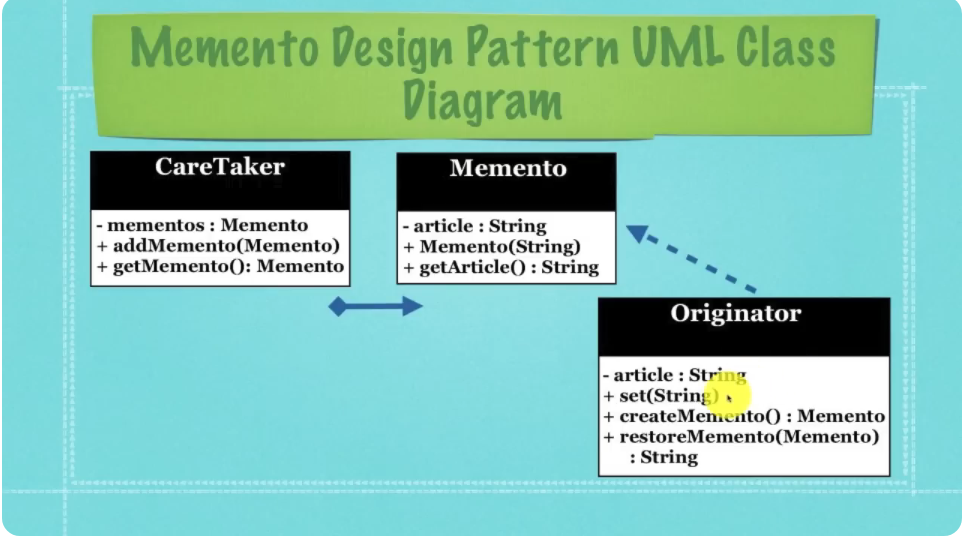 Memento Design Pattern UML Class
Diagram
CareTaker
- mementos : Memento
+ addMemento(Memento)
+ getMemento(): Memento
Memento
- article : String
+ Memento(String)
+ getArticle() : String
Originator
- article : String
+ set(String)
+ createMemento() : Memento
+ restoreMemento(Memento)
: String